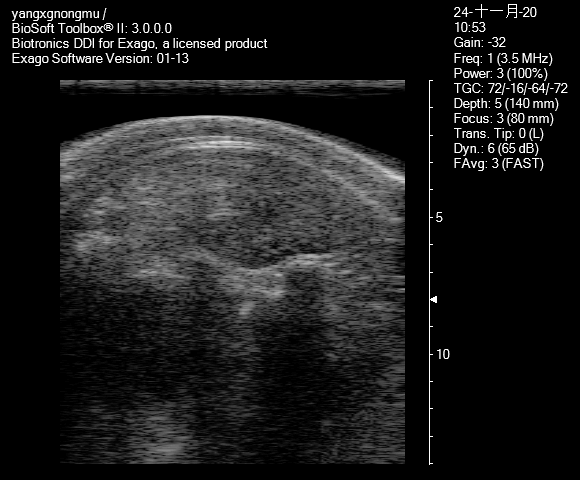 yangxgnongmu /
BioSoft Toolbox® II: 3.0.0.0
Biotronics DDI for Exago, a licensed product
Exago Software Version: 01-13
24-十一月-20
10:53
Gain: -32
Freq: 1 (3.5 MHz)
Power: 3 (100%)
TGC: 72/-16/-64/-72
Depth: 5 (140 mm)
Focus: 3 (80 mm)
Trans. Tip: 0 (L)
Dyn.: 6 (65 dB)
FAvg: 3 (FAST)
5
10